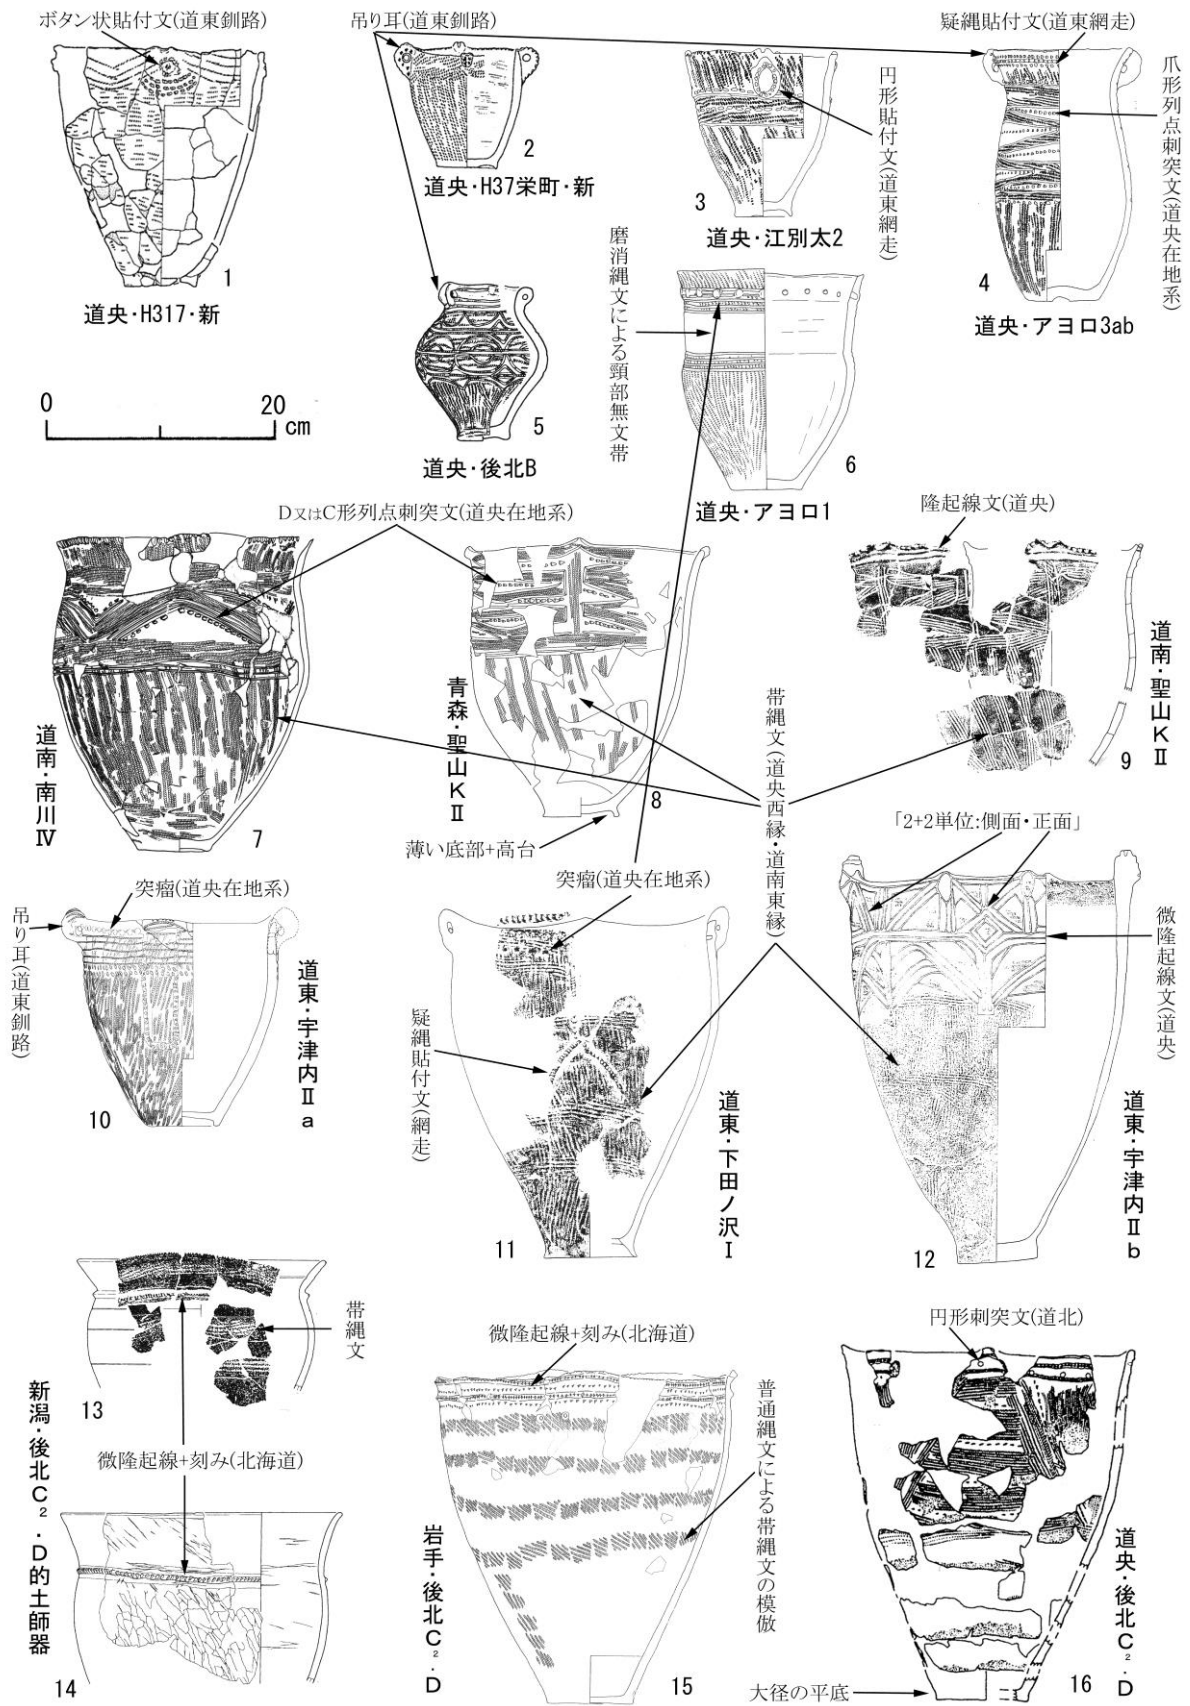 ボタン状貼付文(道東釧路)
吊り耳(道東釧路)
疑縄貼付文(道東網走)
円形貼付文(道東網走)
爪形列点刺突文(道央在地系)
1
道央・H317・新
2
道央・H37栄町・新
3
道央・江別太2
4
道央・アヨロ3ab
0
20
cm
5
道央・後北B
磨消縄文による頸部無文帯
6
道央・アヨロ1
D又はC形列点刺突文(道央在地系)
隆起線文(道央)
道南・南川Ⅳ
7
青森・聖山KⅡ
8
薄い底部+高台
帯縄文(道央西縁・道南東縁)
道南・聖山KⅡ
9
「2+2単位:側面・正面」
突瘤(道央在地系)
吊り耳(道東釧路)
道東・宇津内Ⅱa
10
突瘤(道央在地系)
疑縄貼付文(網走)
道東・下田ノ沢Ⅰ
11
微隆起線文(道央)
道東・宇津内Ⅱb
12
帯縄文
13
新潟・後北C₂・D的土師器
微隆起線+刻み(北海道)
14
微隆起線+刻み(北海道)
普通縄文による帯縄文の模倣
岩手・後北C₂・D
15
円形刺突文(道北)
道央・後北C₂・D
大径の平底
16